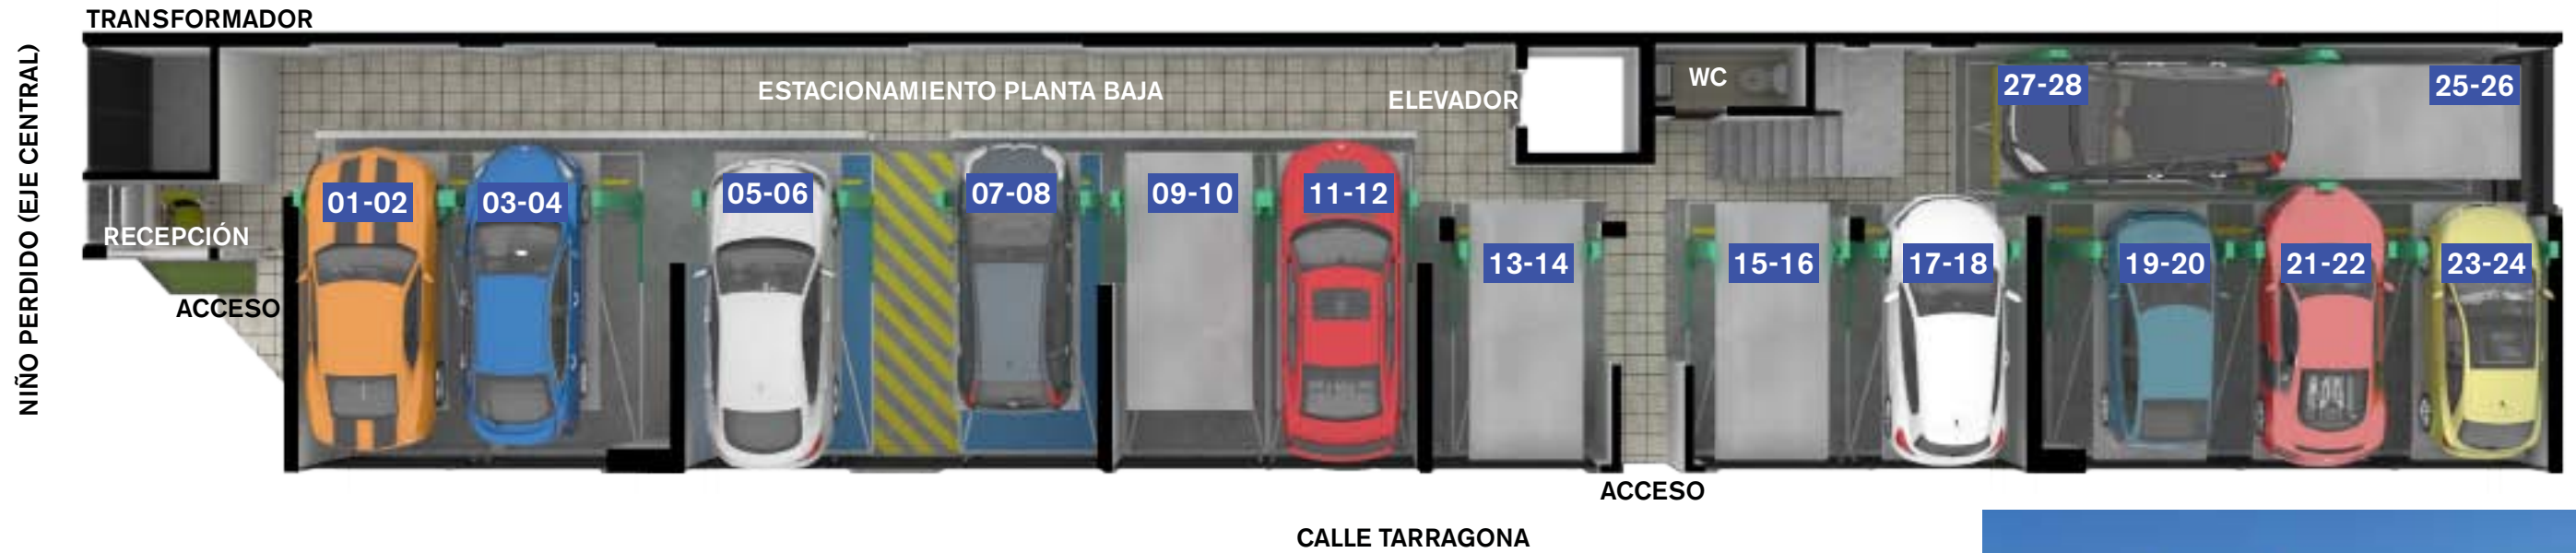 TRANSFORMADOR
NIÑO PERDIDO (EJE CENTRAL)
ESTACIONAMIENTO PLANTA BAJA
ELEVADOR
WC
27-28
25-26
01-02
03-04
05-06
07-08
09-10
11-12
RECEPCIÓN
13-14
15-16
17-18
19-20
21-22
23-24
ACCESO
ACCESO
CALLE TARRAGONA